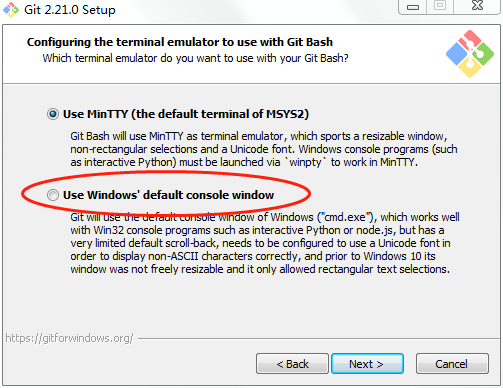 Git 2.21.0 Setup
Configuring the terminal emulator to use with Git Bash
Which terminal emulator do you want to use with your Git Bash?
Use MinTTY (the default terminal of MSYS2)
Git Bash will use MinTTY as terminal emulator, which sports a resizable window,
non-rectangular selections and a Unicode font. Windows console programs (such
as interactive Python) must be launched via `winpty` to work in MinTTY.
Use Windows' default console window
Git will use the default console window of Windows ("cmd.exe"), which works well
with Win32 console programs such as interactive Python or node.js, but has a
very limited default scroll-back, needs to be configured to use a Unicode font in
order to display non-ASCII characters correctly, and prior to Windows 10 its
window was not freely resizable and it only allowed rectangular text selections.
https://gitforwindows.org/
< Back
Next >
Cancel